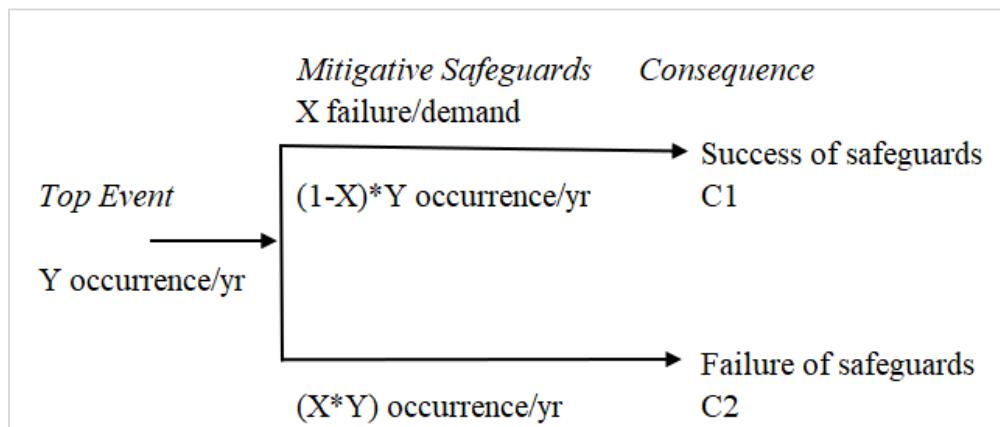 Mitigative Safeguards Consequence
X failure/demand
Success of safeguards
Top Event (1-X)*Y occurrence/yr C1
Y occurrence/yr
Failure of safeguards
(X*Y) occurrence/yr C2